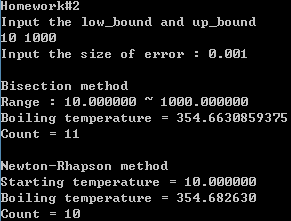 Homework#2
Input the low_bound and up_bound
10 1000
Input the size of error : 0.001
Bisection method
Range : 10.000000 ~ 1000.000000
Boiling temperature = 354.6630859375
Count = 11
Newton-Rhapson method
Starting temperature = 10.000000
Boiling temperature = 354.682630
Count = 10